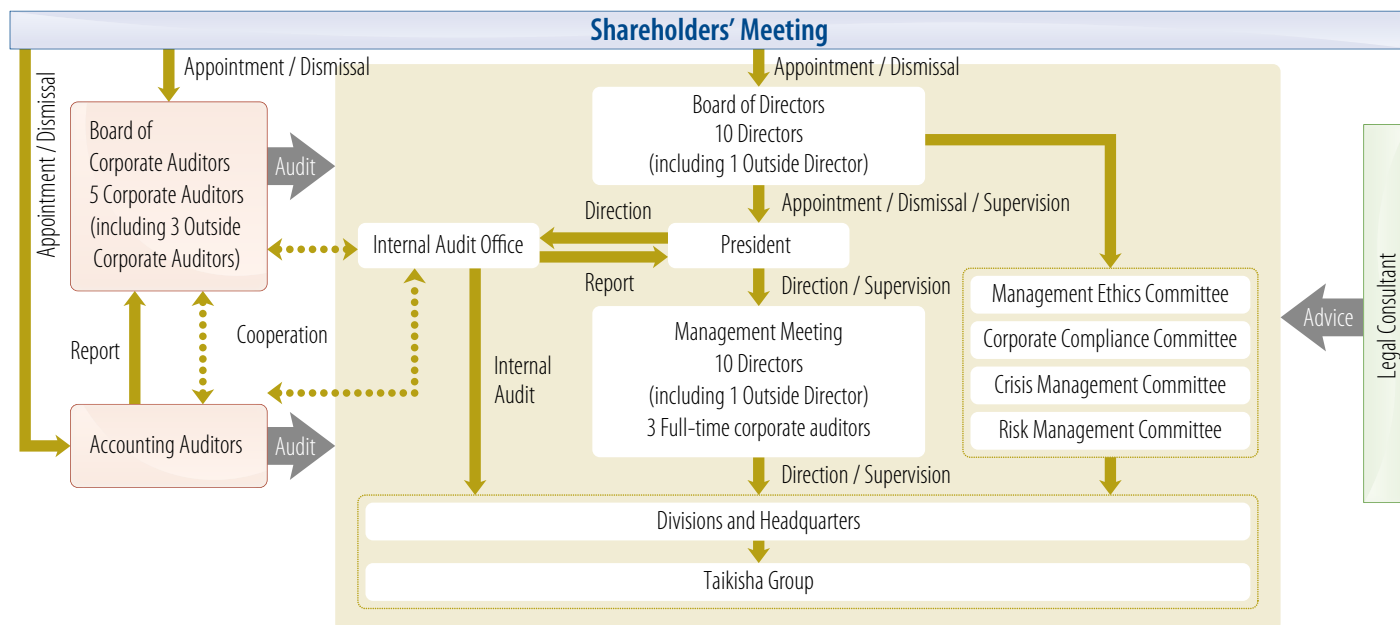 Shareholders' Meeting
Appointment / Dismissal
Appointment / Dismissal
Appointment / Dismissal
Board of
Corporate Auditors
5 Corporate Auditors
(including 3 Outside
Corporate Auditors)
Audit
Board of Directors
10 Directors
(including 1 Outside Director)
Appointment / Dismissal / Supervision
Direction
Internal Audit Office
President
Report
Direction / Supervision
Management Ethics Committee
Corporate Compliance Committee
Crisis Management Committee
Risk Management Committee
Advice
Legal Consultant
Report
Cooperation
Internal
Audit
Management Meeting
10 Directors
(including 1 Outside Director)
3 Full-time corporate auditors
Accounting Auditors
Audit
Direction / Supervision
Divisions and Headquarters
Taikisha Group